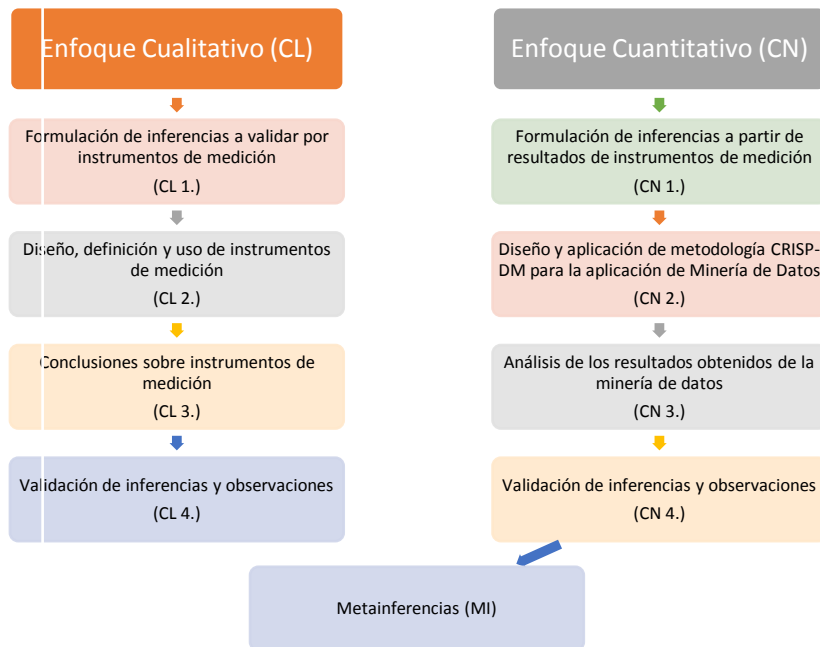 Enfoque Cualitativo (CL)
Formulación de inferencias a validar por
instrumentos de medición
(CL 1.)
Diseño, definición y uso de instrumentos
de medición
(CL 2.)
Conclusiones sobre instrumentos de
medición
(CL 3.)
Validación de inferencias y observaciones
(CL 4.)
Enfoque Cuantitativo (CN)
Formulación de inferencias a partir de
resultados de instrumentos de medición
(CN 1.)
Diseño y aplicación de metodología CRISP-
DM para la aplicación de Minería de Datos
(CN 2.)
Análisis de los resultados obtenidos de la
minería de datos
(CN 3.)
Validación de inferencias y observaciones
(CN 4.)
Metainferencias (MI)